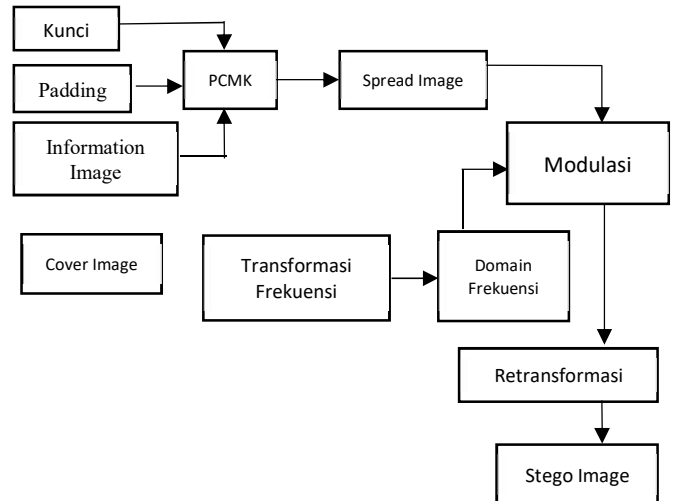 Kunci
Padding
PCMK
Spread Image
Information
Image
Modulasi
Cover Image
Transformasi
Frekuensi
Domain
Frekuensi
Retransformasi
Stego Image